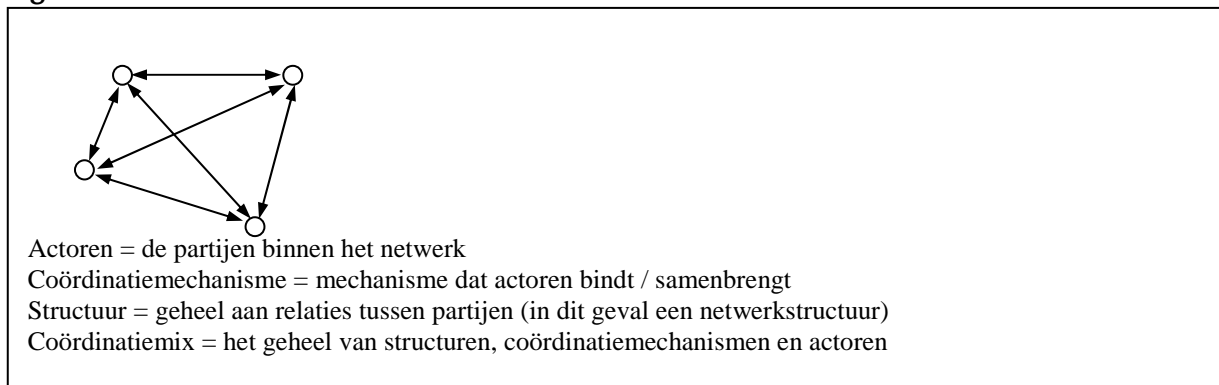 Actoren = de partijen binnen het netwerk
Coördinatiemechanisme = mechanisme dat actoren bindt / samenbrengt
Structuur = geheel aan relaties tussen partijen (in dit geval een netwerkstructuur)
Coördinatiemix = het geheel van structuren, coördinatiemechanismen en actoren